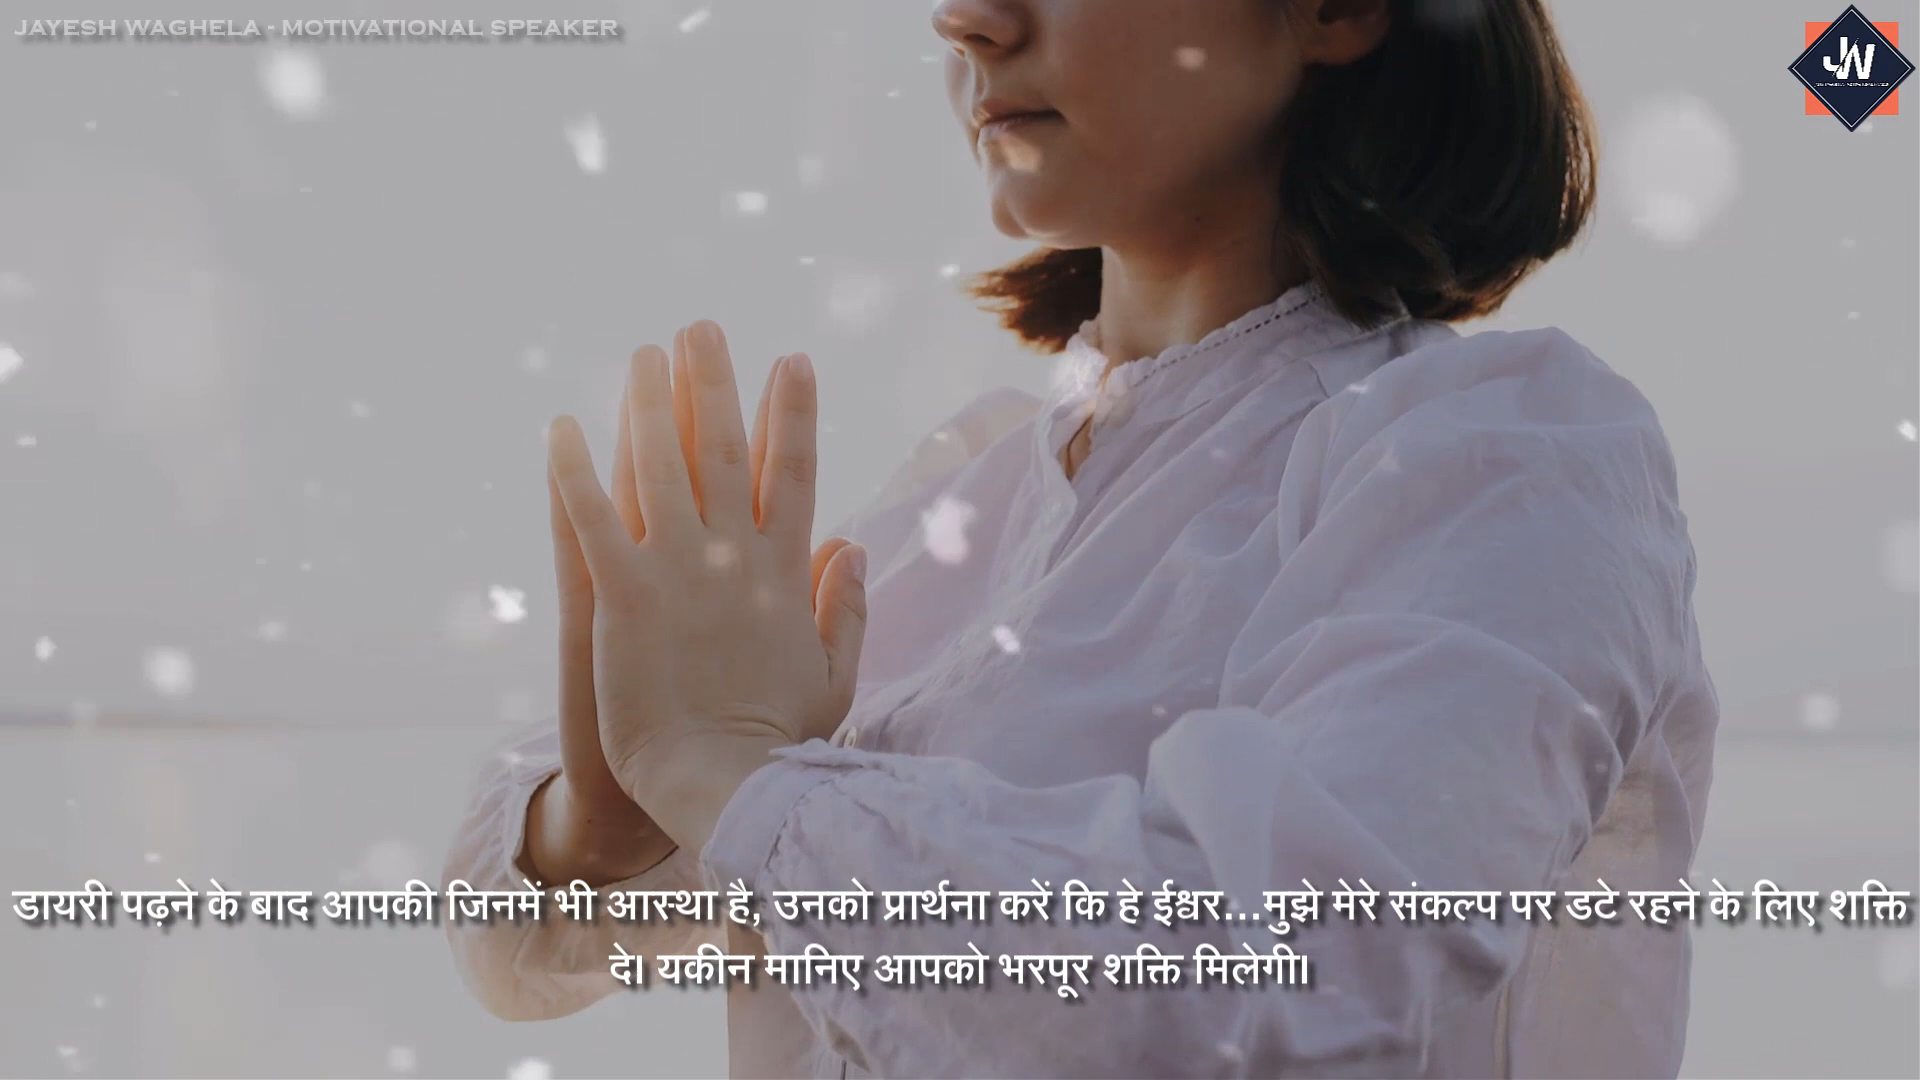 JAYESH WAGHELA - MOTIVATIONAL SPEAKER
JW
डायरी पढ़ने के बाद आपकी जिनमें भी आस्था है, उनको प्रार्थना करें कि हे ईश्वर...मुझे मेरे संकल्प पर डटे रहने के लिए शक्ति
दे। यकीन मानिए आपको भरपूर शक्ति मिलेगी।